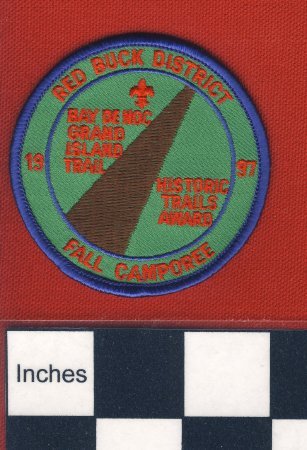 RED BUCK DISTRICT
BAY DE NOC
GRAND
ISLAND
TRAIL
19 97
HISTORIC
TRAILS
AWARD
FALL CAMPOREE
Inches